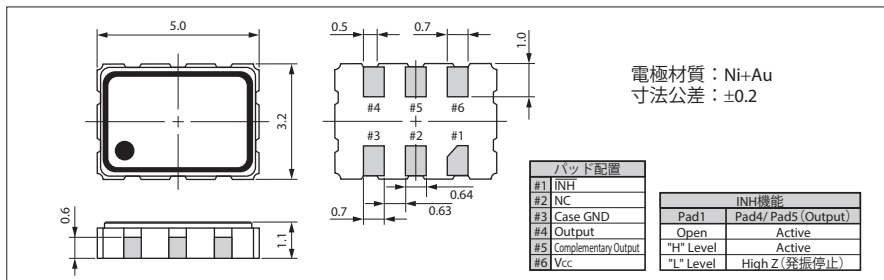 5.0
3.2
0.6
1.1
0.5
0.7
1.0
#4
#5
#6
#3
#2
#1
0.64
0.63
0.7
電極材質：Ni+Au
寸法公差：±0.2
パッド配置
#1 INH
#2 NC
#3 Case GND
#4 Output
#5 Complementary Output
#6 Vcc
INH機能
Pad1 Pad4/ Pad5 (Output)
Open Active
"H" Level Active
"L" Level High Z (発振停止)